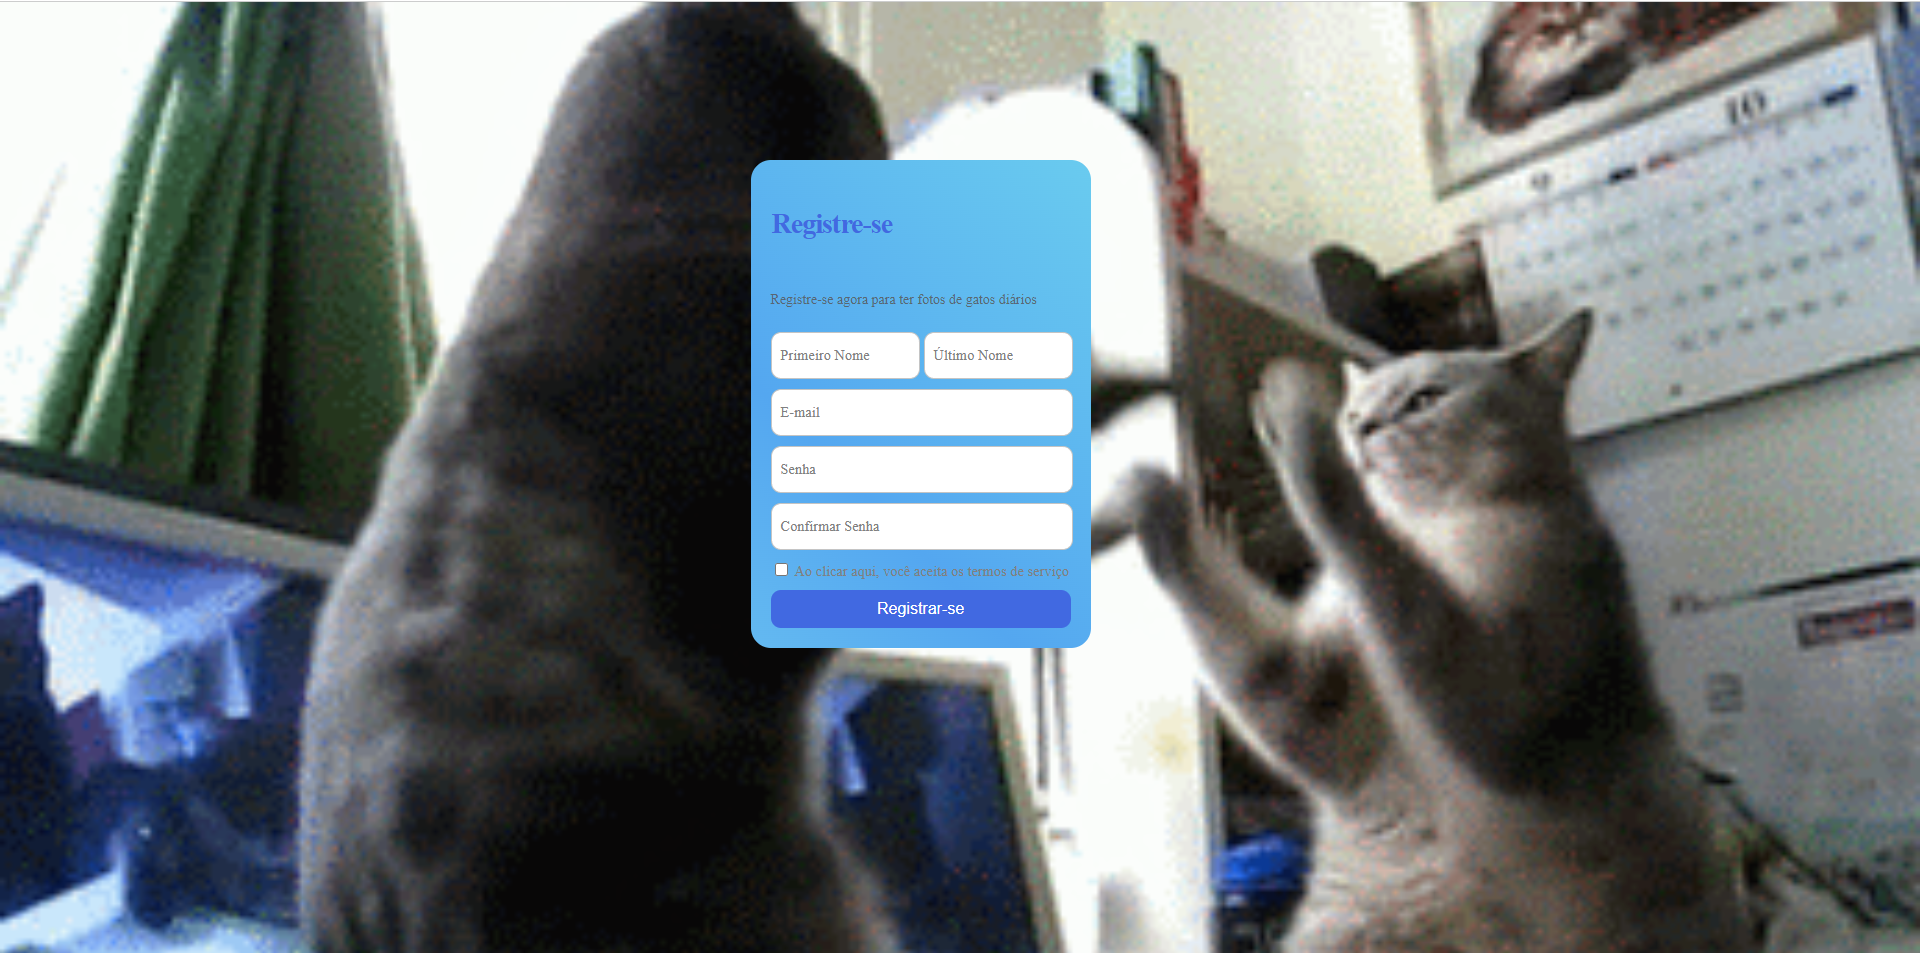 Registre-se
Registre-se agora para ter fotos de gatos diários
Primeiro Nome Último Nome
E-mail
Senha
Confirmar Senha
Ao clicar aqui, você aceita os termos de serviço
Registrar-se
10